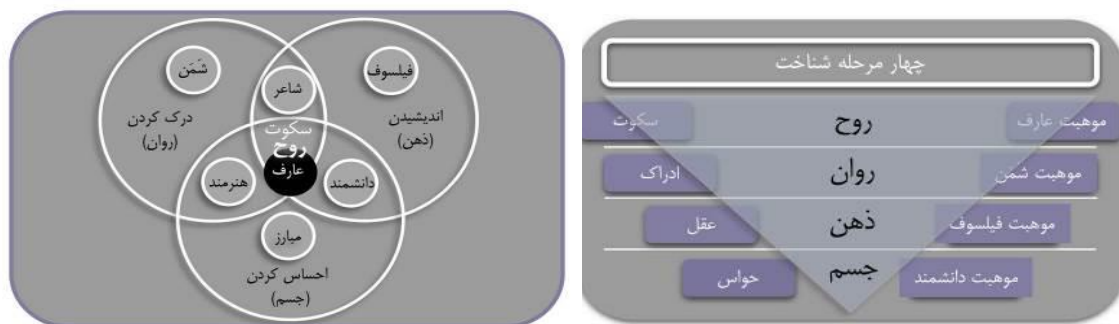 شَمَن
فیلسوف
شاعر
درک کردن
(روان)
اندیشیدن
(ذهن)
سکوت
روح
عارف
هنرمند
دانشمند
مبارز
احساس کردن
(جسم)
چهار مرحله شناخت
موهبت عارف
روح
سکوت
موهبت شَمَن
روان
ادراک
موهبت فیلسوف
ذهن
عقل
موهبت دانشمند
جسم
حواس